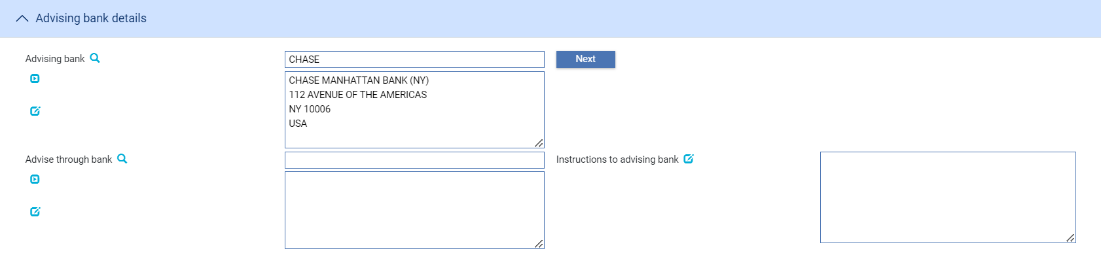 Advising bank details
Advising bank
CHASE
Next
CHASE MANHATTAN BANK (NY)
112 AVENUE OF THE AMERICAS
NY 10006
USA
Advise through bank
Instructions to advising bank